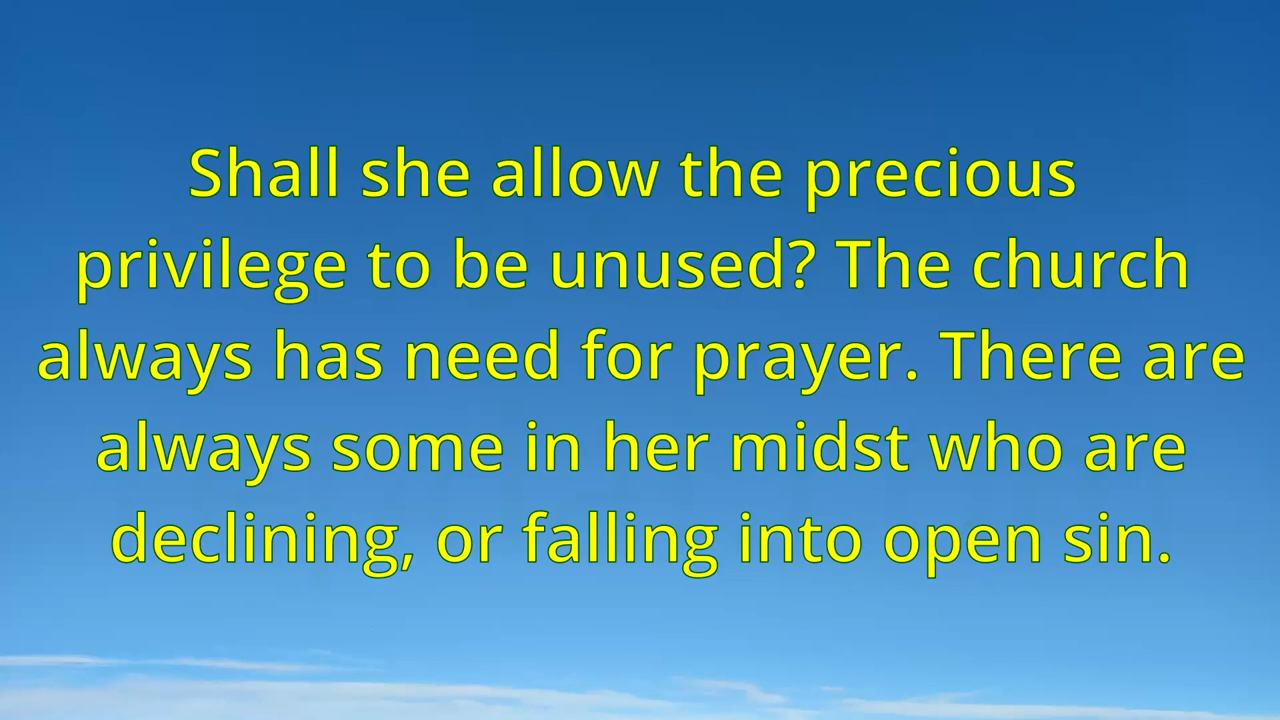 Shall she allow the precious
privilege to be unused? The church
always has need for prayer. There are
always some in her midst who are
declining, or falling into open sin.